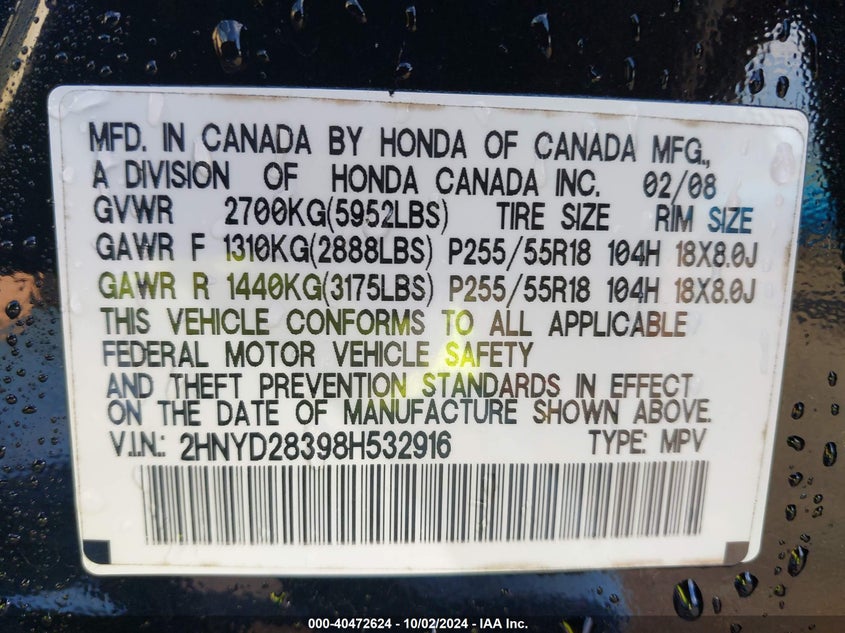 MFD. IN CANADA BY HONDA OF CANADA MFG.,
A DIVISION OF HONDA CANADA INC. 02/08
GVWR 2700KG(5952LBS) TIRE SIZE RIM SIZE
GAWR F 1310KG(2888LBS) P255/55R18 104H 18X8.0J
GAWR R 1440KG(3175LBS) P255/55R18 104H 18X8.0J
THIS VEHICLE CONFORMS TO ALL APPLICABLE
FEDERAL MOTOR VEHICLE SAFETY
AND THEFT PREVENTION STANDARDS IN EFFECT
ON THE DATE OF MANUFACTURE SHOWN ABOVE.
V.I.N.: 2HNYD28398H532916 TYPE: MPV
000-40472624 - 10/02/2024 - IAA Inc.